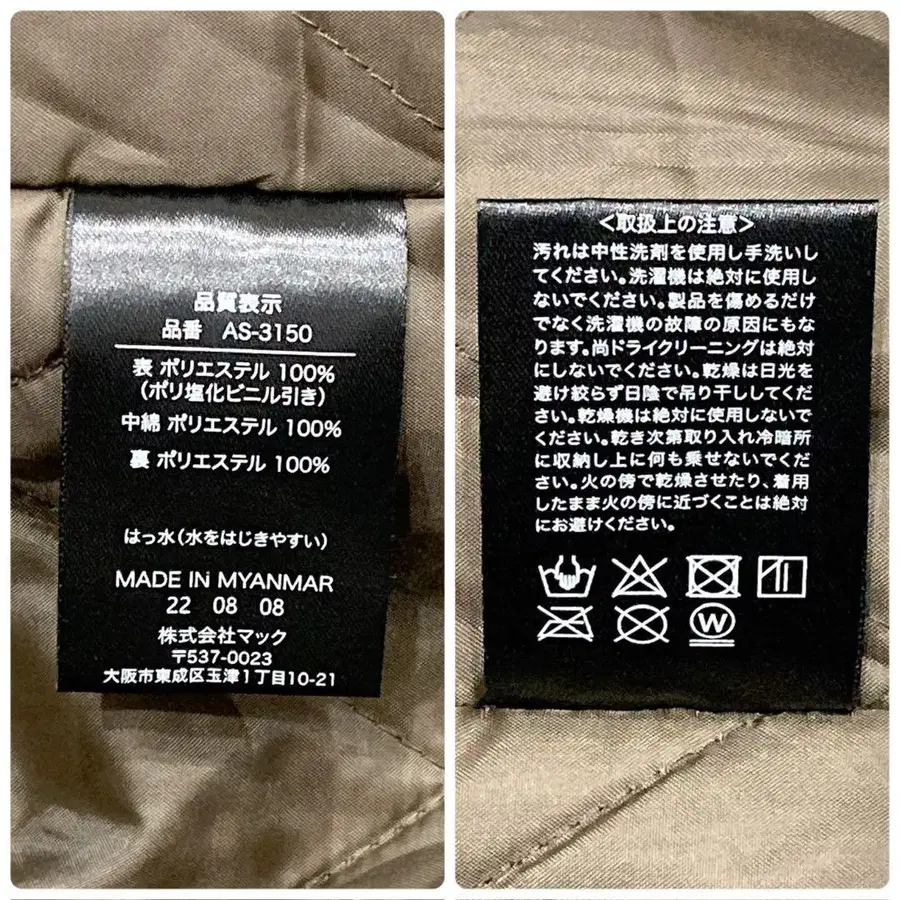 品質表示
品番 AS-3150
表 ポリエステル 100%
(ポリ塩化ビニル引き)
中綿 ポリエステル 100%
裏 ポリエステル 100%
はっ水(水をはじきやすい)
MADE IN MYANMAR
22 08 08
株式会社マック
〒537-0023
大阪市東成区玉津1丁目10-21
<取扱上の注意>
汚れは中性洗剤を使用し手洗いし
てください。洗濯機は絶対に使用し
ないでください。製品を傷めるだけ
でなく洗濯機の故障の原因にもな
ります。尚ドライクリーニングは絶対
にしないでください。乾燥は日光を
避け絞らず日陰で吊り干ししてくださ
い。乾燥機は絶対に使用しないで
ください。乾き次第取り入れ冷暗所
に収納し上に何も乗せないでくださ
い。火の傍で乾燥させたり、着用
したまま火の傍に近づくことは絶対
にお避けください。
W